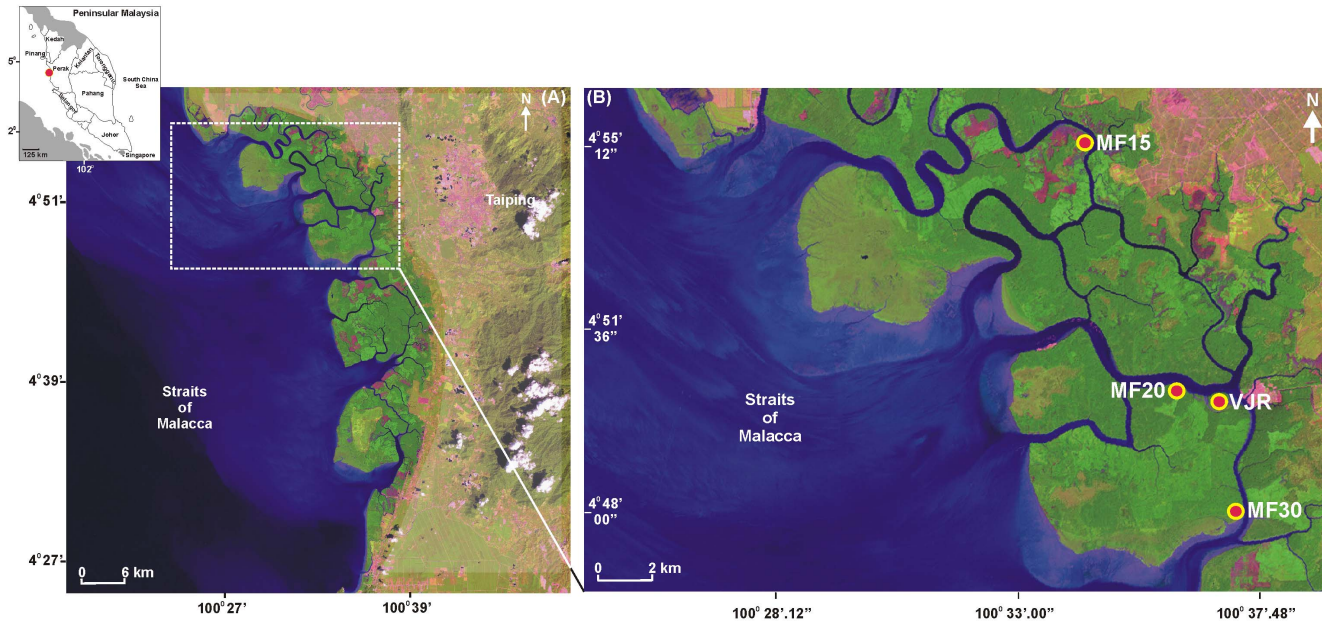 Peninsular Malaysia
Kedah
Pinang
5°
Perak
Kelantan
Terengganu
South China
Sea
Pahang
Selangor
2°
Johor
Singapore
125 km
102°
(A)
N
4° 51'
Taiping
4° 39'
Straits
of
Malacca
4° 27'
0 6 km
100° 27'
100° 39'
(B)
N
4° 55'
12”
MF15
4° 51'
36”
MF20
VJR
Straits
of
Malacca
4° 48'
00”
MF30
0 2 km
100° 28'.12”
100° 33'.00”
100° 37'.48”